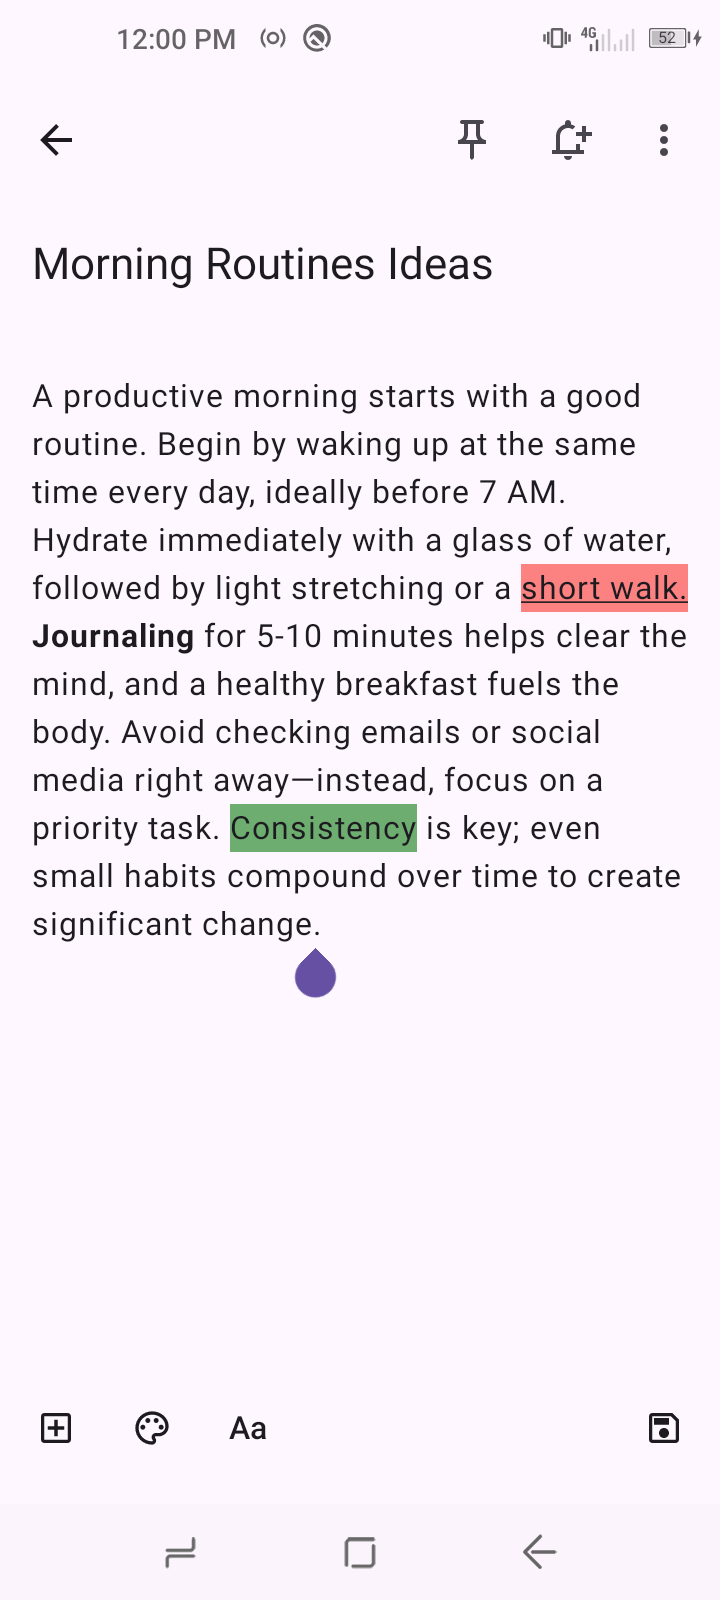 12:00 PM
4G
52
Morning Routines Ideas
A productive morning starts with a good
routine. Begin by waking up at the same
time every day, ideally before 7 AM.
Hydrate immediately with a glass of water,
followed by light stretching or a short walk.
Journaling for 5-10 minutes helps clear the
mind, and a healthy breakfast fuels the
body. Avoid checking emails or social
media right away—instead, focus on a
priority task. Consistency is key; even
small habits compound over time to create
significant change.
Aa